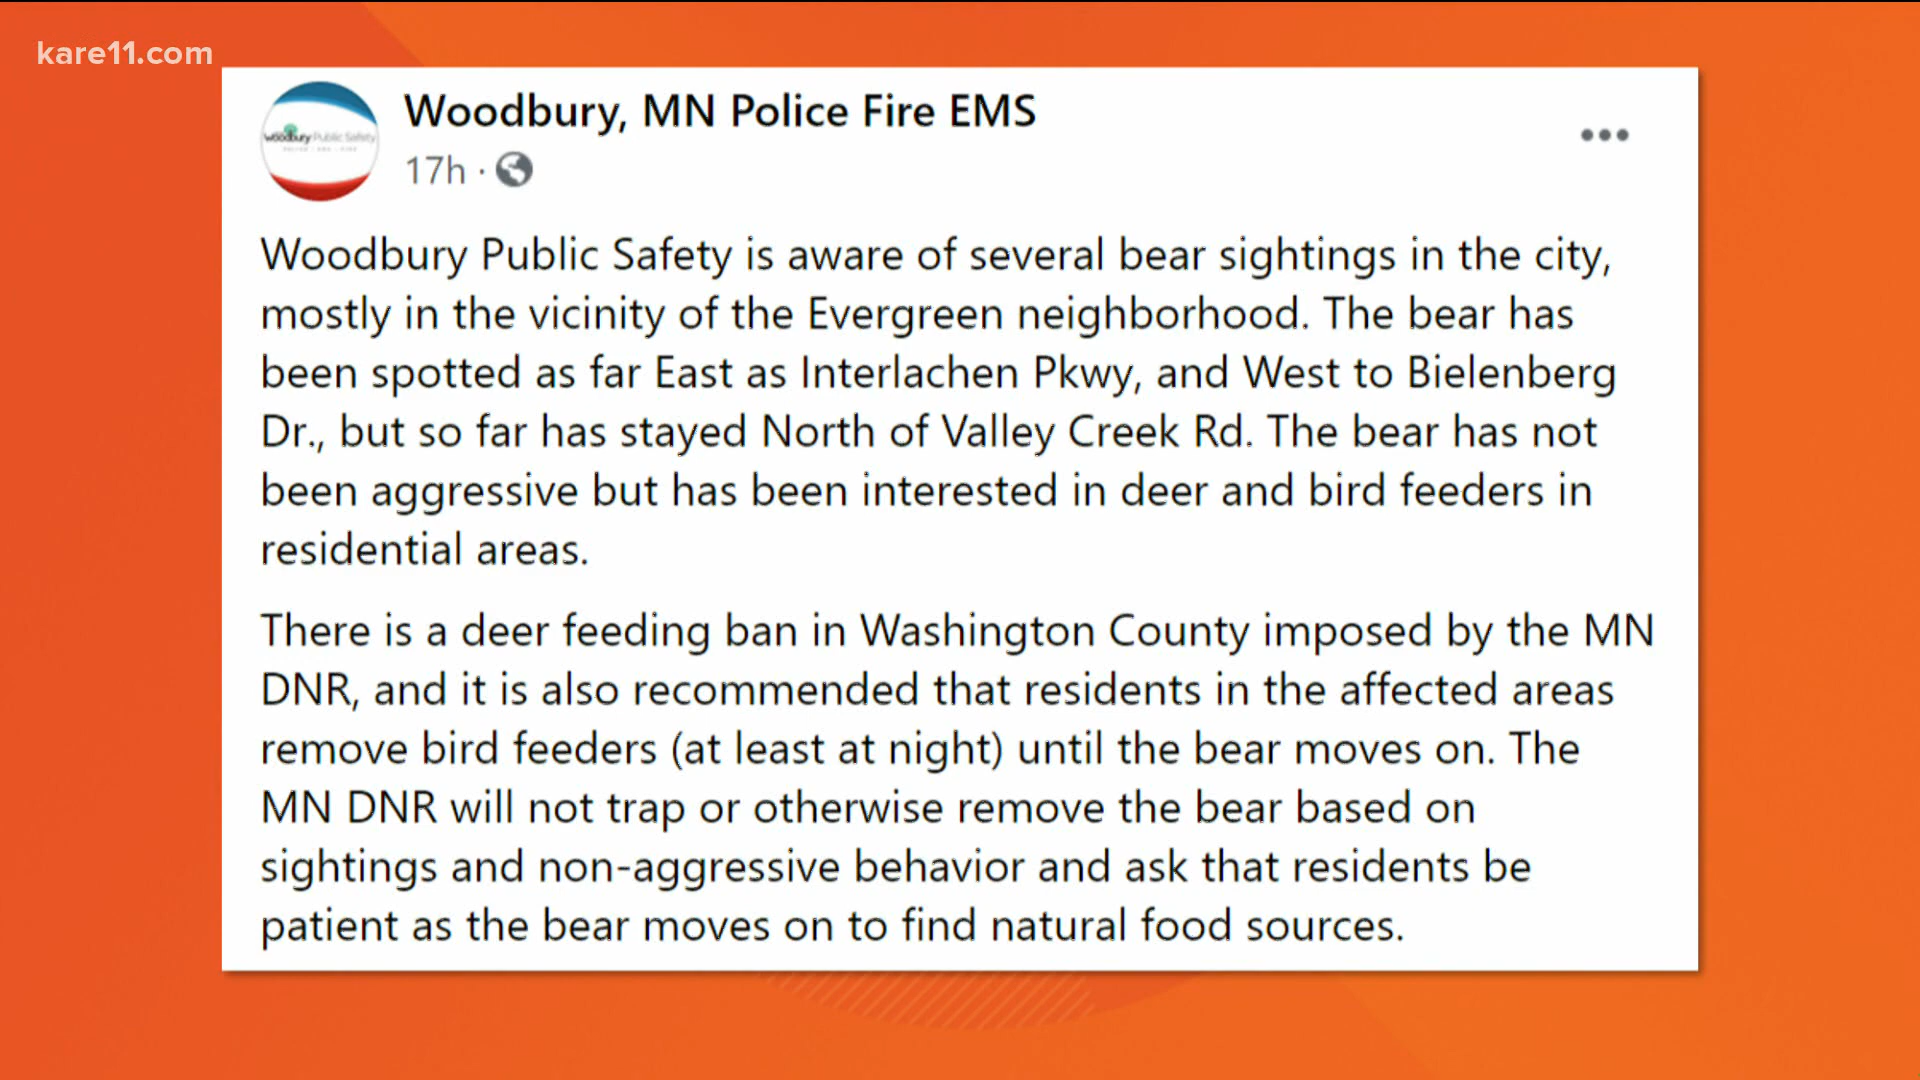 kare11.com
Woodbury, MN Police Fire EMS
17h ·
woodbury Public Safety
Woodbury Public Safety is aware of several bear sightings in the city,
mostly in the vicinity of the Evergreen neighborhood. The bear has
been spotted as far East as Interlachen Pkwy, and West to Bielenberg
Dr., but so far has stayed North of Valley Creek Rd. The bear has not
been aggressive but has been interested in deer and bird feeders in
residential areas.
There is a deer feeding ban in Washington County imposed by the MN
DNR, and it is also recommended that residents in the affected areas
remove bird feeders (at least at night) until the bear moves on. The
MN DNR will not trap or otherwise remove the bear based on
sightings and non-aggressive behavior and ask that residents be
patient as the bear moves on to find natural food sources.